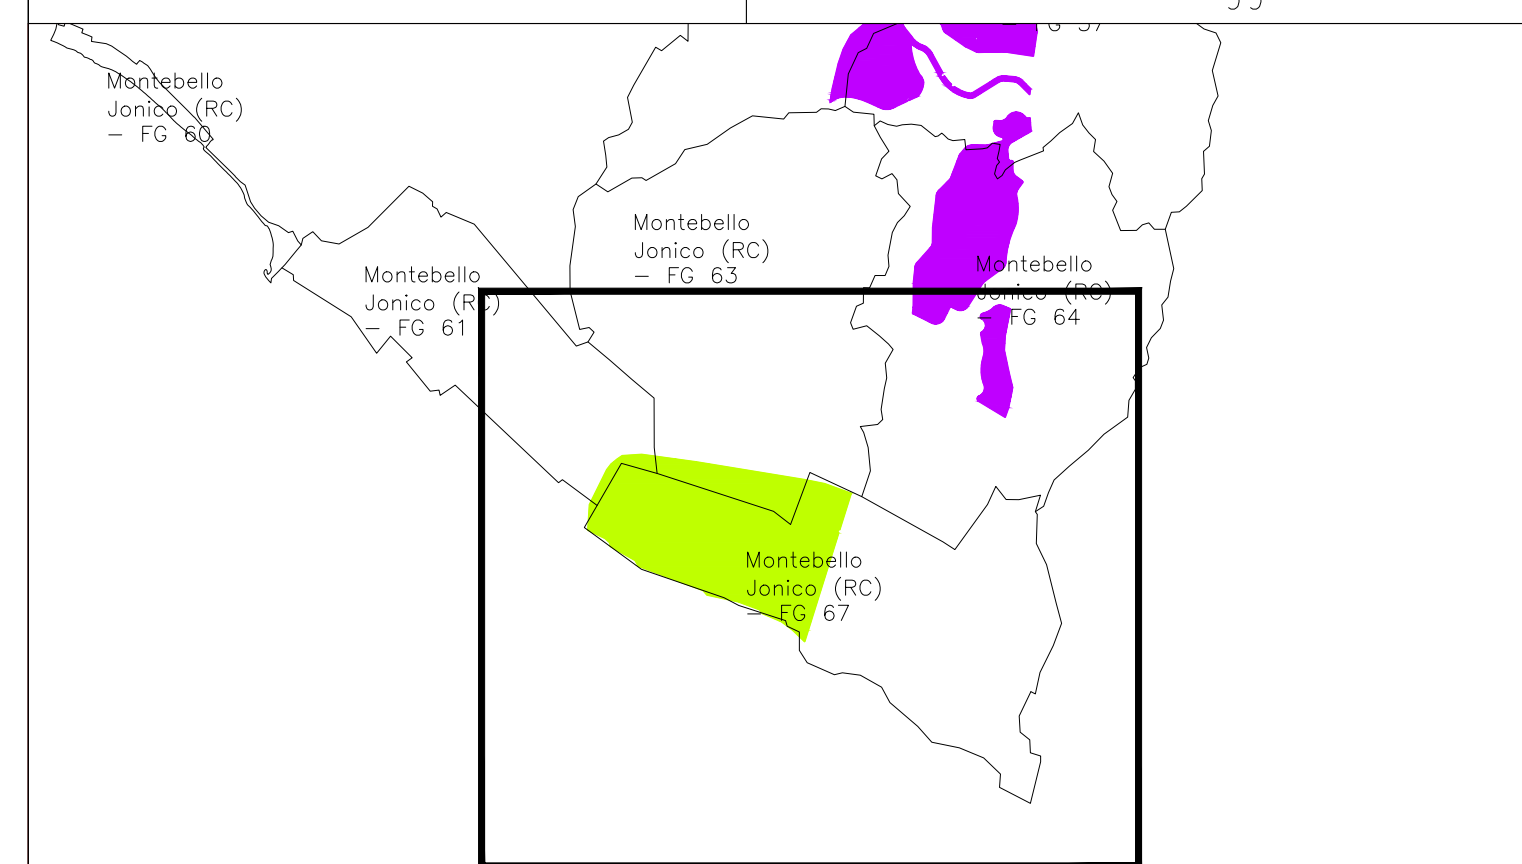 Montebello
Jonico (RC)
– FG 60
Montebello
Jonico (RC)
– FG 63
Montebello
Jonico (RC)
– FG 64
Montebello
Jonico (RC)
– FG 61
Montebello
Jonico (RC)
– FG 67